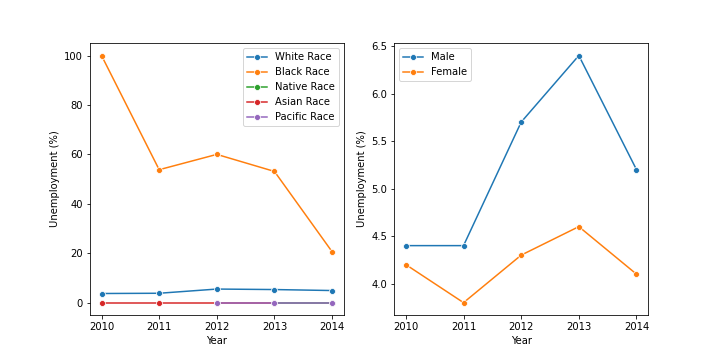 100
80
60
40
20
0
Unemployment (%)
2010 2011 2012 2013 2014
Year
White Race
Black Race
Native Race
Asian Race
Pacific Race
6.5
6.0
5.5
5.0
4.5
4.0
Unemployment (%)
2010 2011 2012 2013 2014
Year
Male
Female